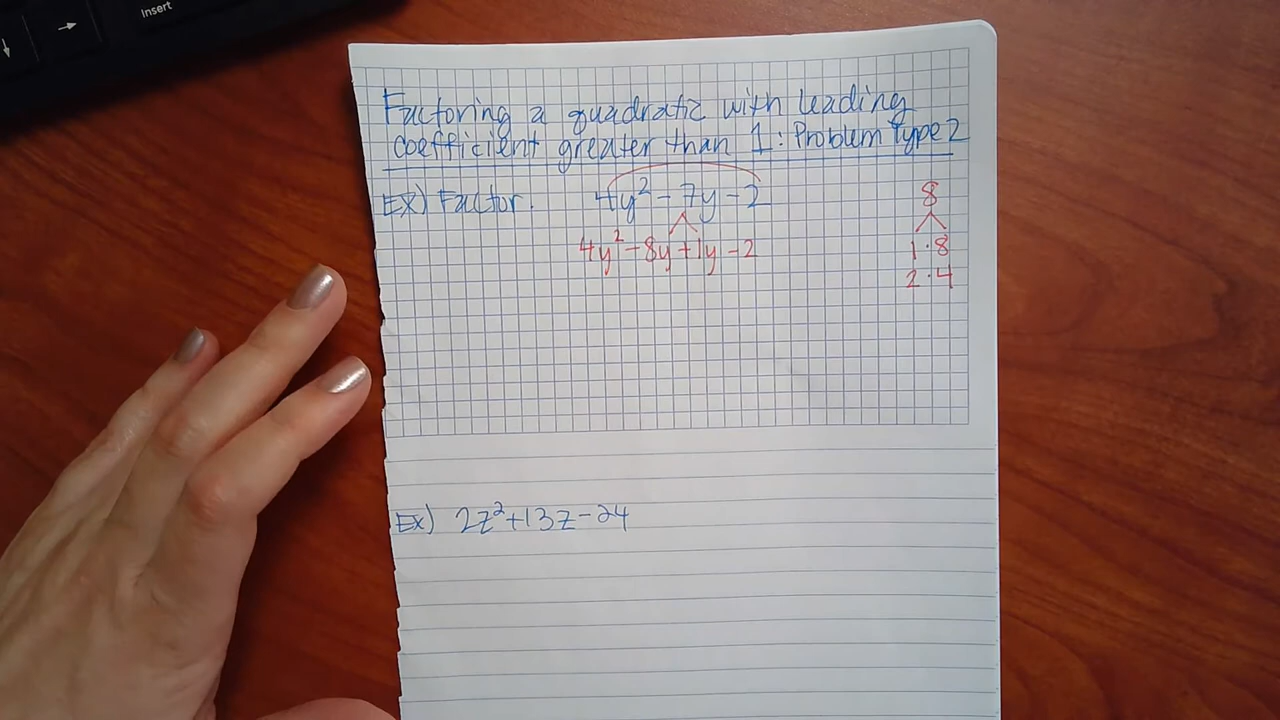 Insert
↓ →
Factoring a quadratic with leading
coefficient greater than 1: Problem Type 2
EX) Factor. 4y² - 7y - 2
4y² - 8y + 1y - 2
8
1·8
2·4
EX) 2z²+13z-24